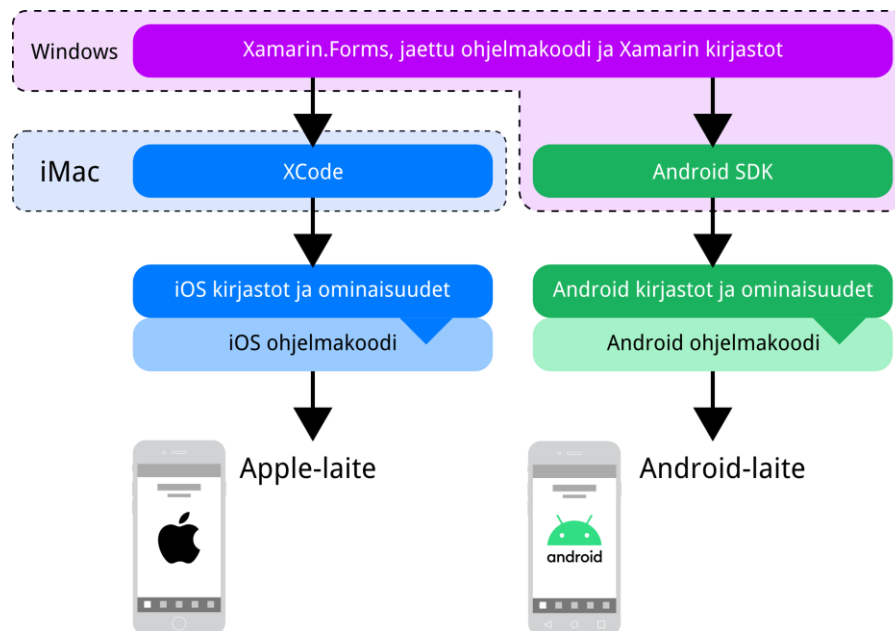 Windows
Xamarin.Forms, jaettu ohjelmakoodi ja Xamarin kirjastot
iMac
XCode
Android SDK
iOS kirjastot ja ominaisuudet
Android kirjastot ja ominaisuudet
iOS ohjelmakoodi
Android ohjelmakoodi
Apple-laite
Android-laite
android